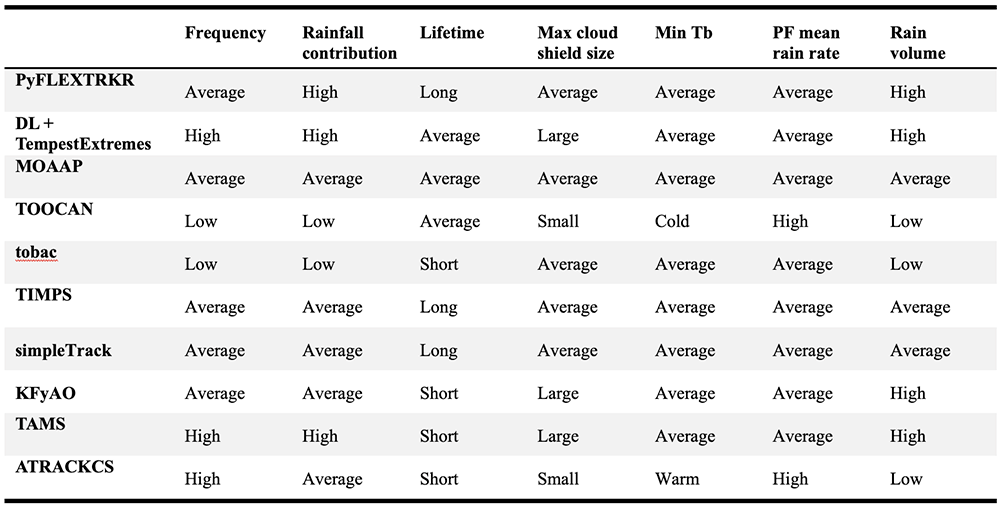 Frequency Rainfall contribution Lifetime Max cloud shield size Min Tb PF mean rain rate Rain volume
PyFLEXTRKR Average High Long Average Average Average High
DL + TempestExtremes High High Average Large Average Average High
MOAAP Average Average Average Average Average Average Average
TOOCAN Low Low Average Small Cold High Low
tobac Low Low Short Average Average Average Low
TIMPS Average Average Long Average Average Average Average
simpleTrack Average Average Long Average Average Average Average
KFyAO Average Average Short Large Average Average High
TAMS High High Short Large Average Average High
ATRACKCS High Average Short Small Warm High Low